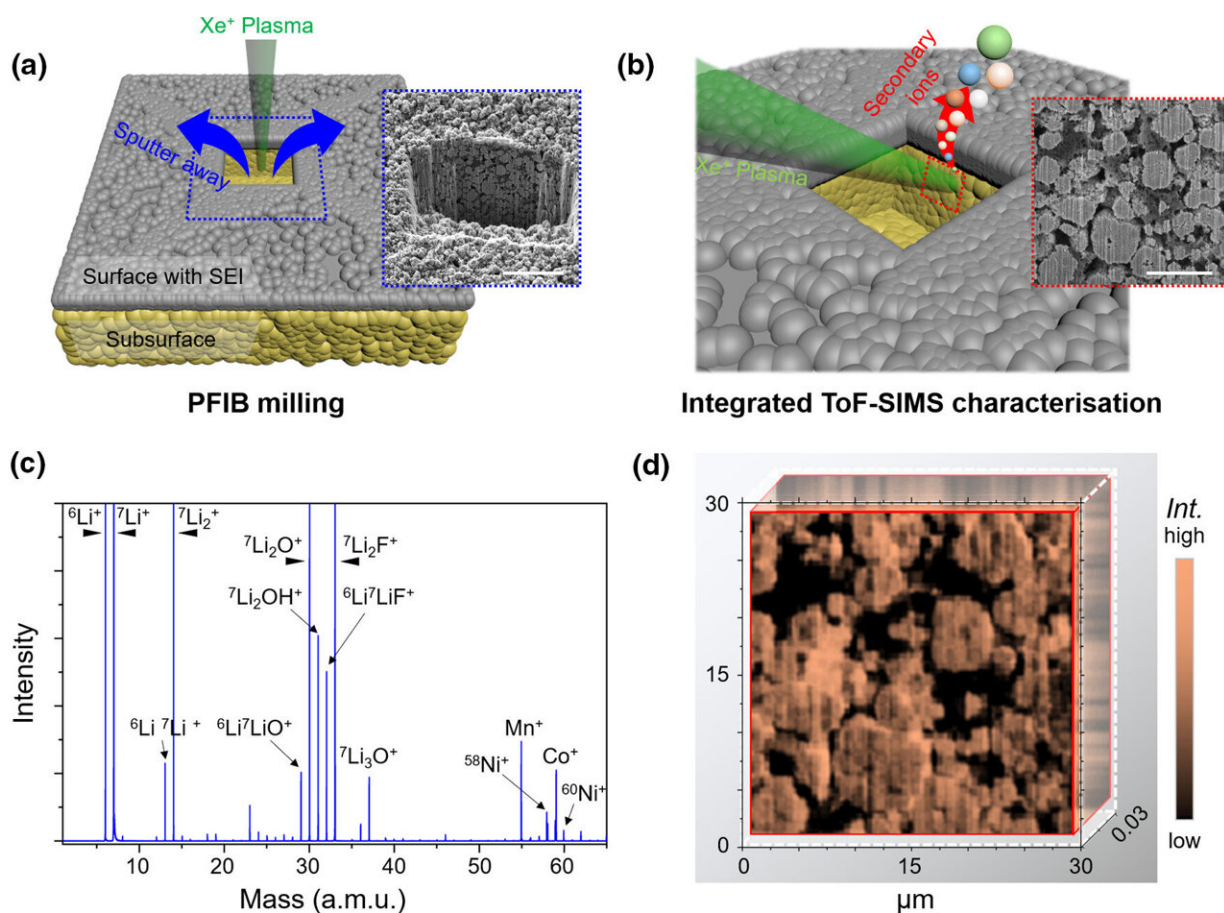 (a)
Xe⁺ Plasma
Sputter away
Surface with SEI
Subsurface
PFIB milling
(b)
Secondary
ions
Xe⁺ Plasma
Integrated ToF-SIMS characterisation
(c)
Intensity
⁶Li⁺
⁷Li⁺
⁷Li₂⁺
⁷Li₂O⁺
⁷Li₂F⁺
⁷Li₂OH⁺
⁶Li⁷LiF⁺
⁶Li ⁷Li ⁺
⁶Li⁷LiO⁺
⁷Li₃O⁺
Mn⁺
⁵⁸Ni⁺
Co⁺
⁶⁰Ni⁺
10 20 30 40 50 60
Mass (a.m.u.)
(d)
30
15
0
0 15 30
0.03
µm
Int.
high
low